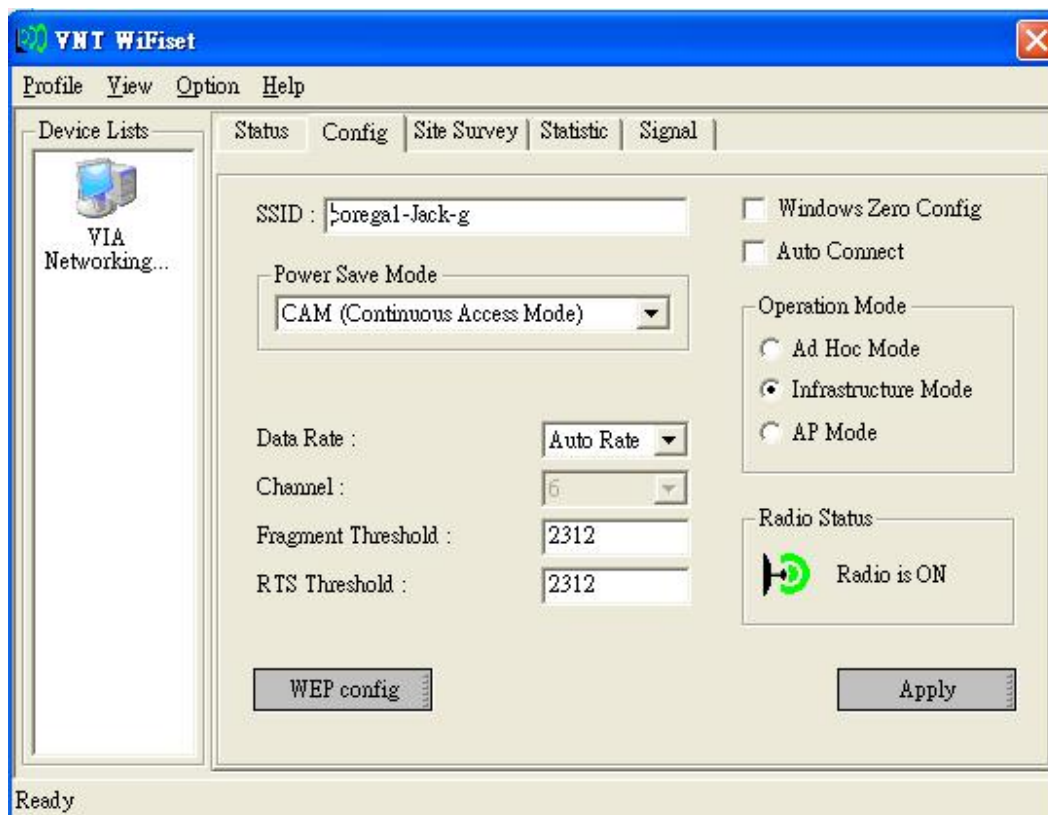 VNT WiFiset
Profile View Option Help
Device Lists
VIA
Networking...
Status Config Site Survey Statistic Signal
SSID :
Power Save Mode
CAM (Continuous Access Mode)
Data Rate : Auto Rate
Channel : 6
Fragment Threshold : 2312
RTS Threshold : 2312
WEP config
Windows Zero Config
Auto Connect
Operation Mode
Ad Hoc Mode
Infrastructure Mode
AP Mode
Radio Status
Radio is ON
Apply
Ready